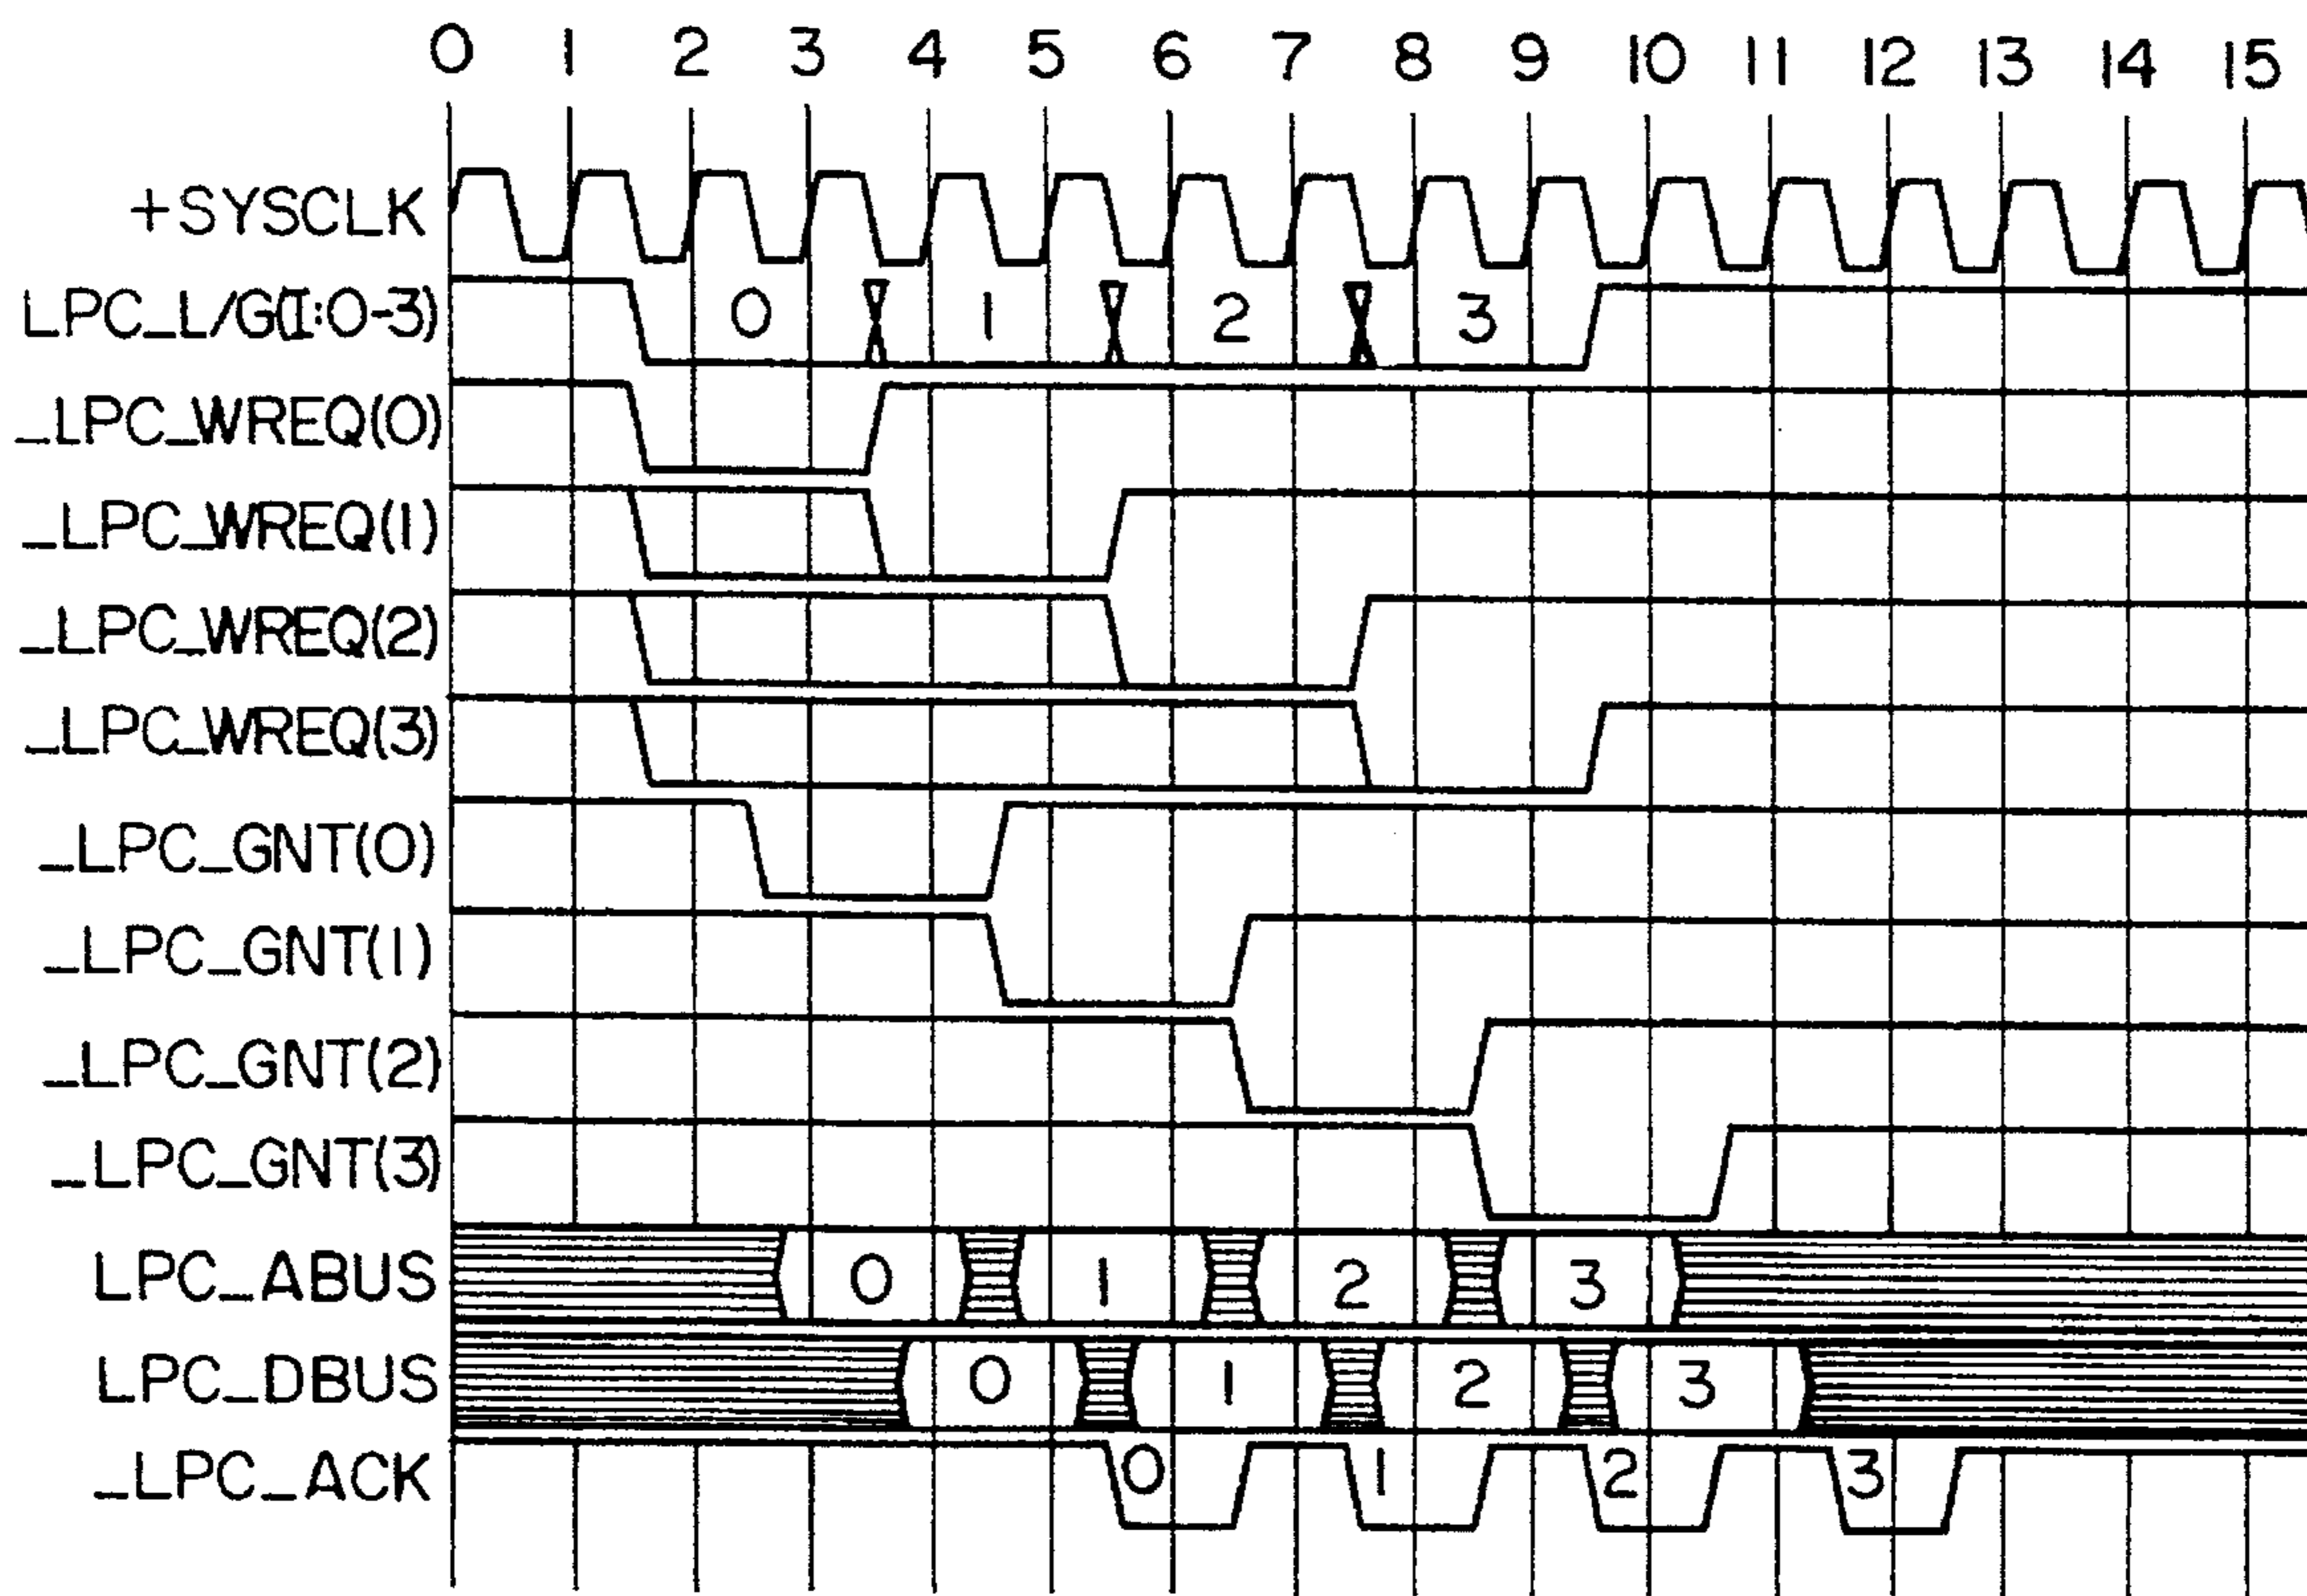 0 1 2 3 4 5 6 7 8 9 10 11 12 13 14 15
+SYSCLK
LPC_L/G(I:0-3) 0 1 2 3
_LPC_WREQ(0)
_LPC_WREQ(1)
_LPC_WREQ(2)
_LPC_WREQ(3)
_LPC_GNT(0)
_LPC_GNT(1)
_LPC_GNT(2)
_LPC_GNT(3)
LPC_ABUS 0 1 2 3
LPC_DBUS 0 1 2 3
_LPC_ACK 0 1 2 3